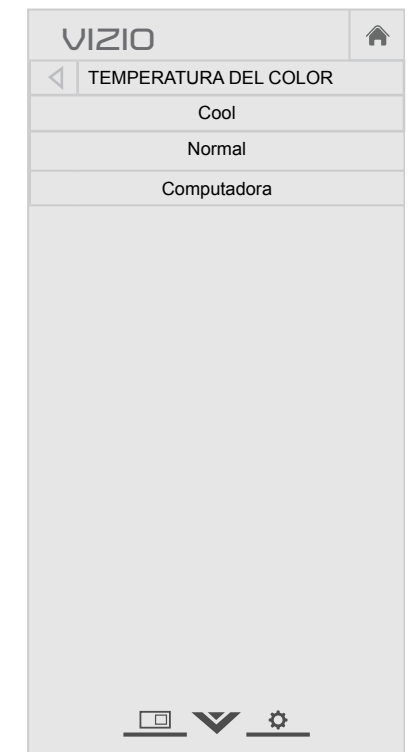 VIZIO
TEMPERATURA DEL COLOR
Cool
Normal
Computadora